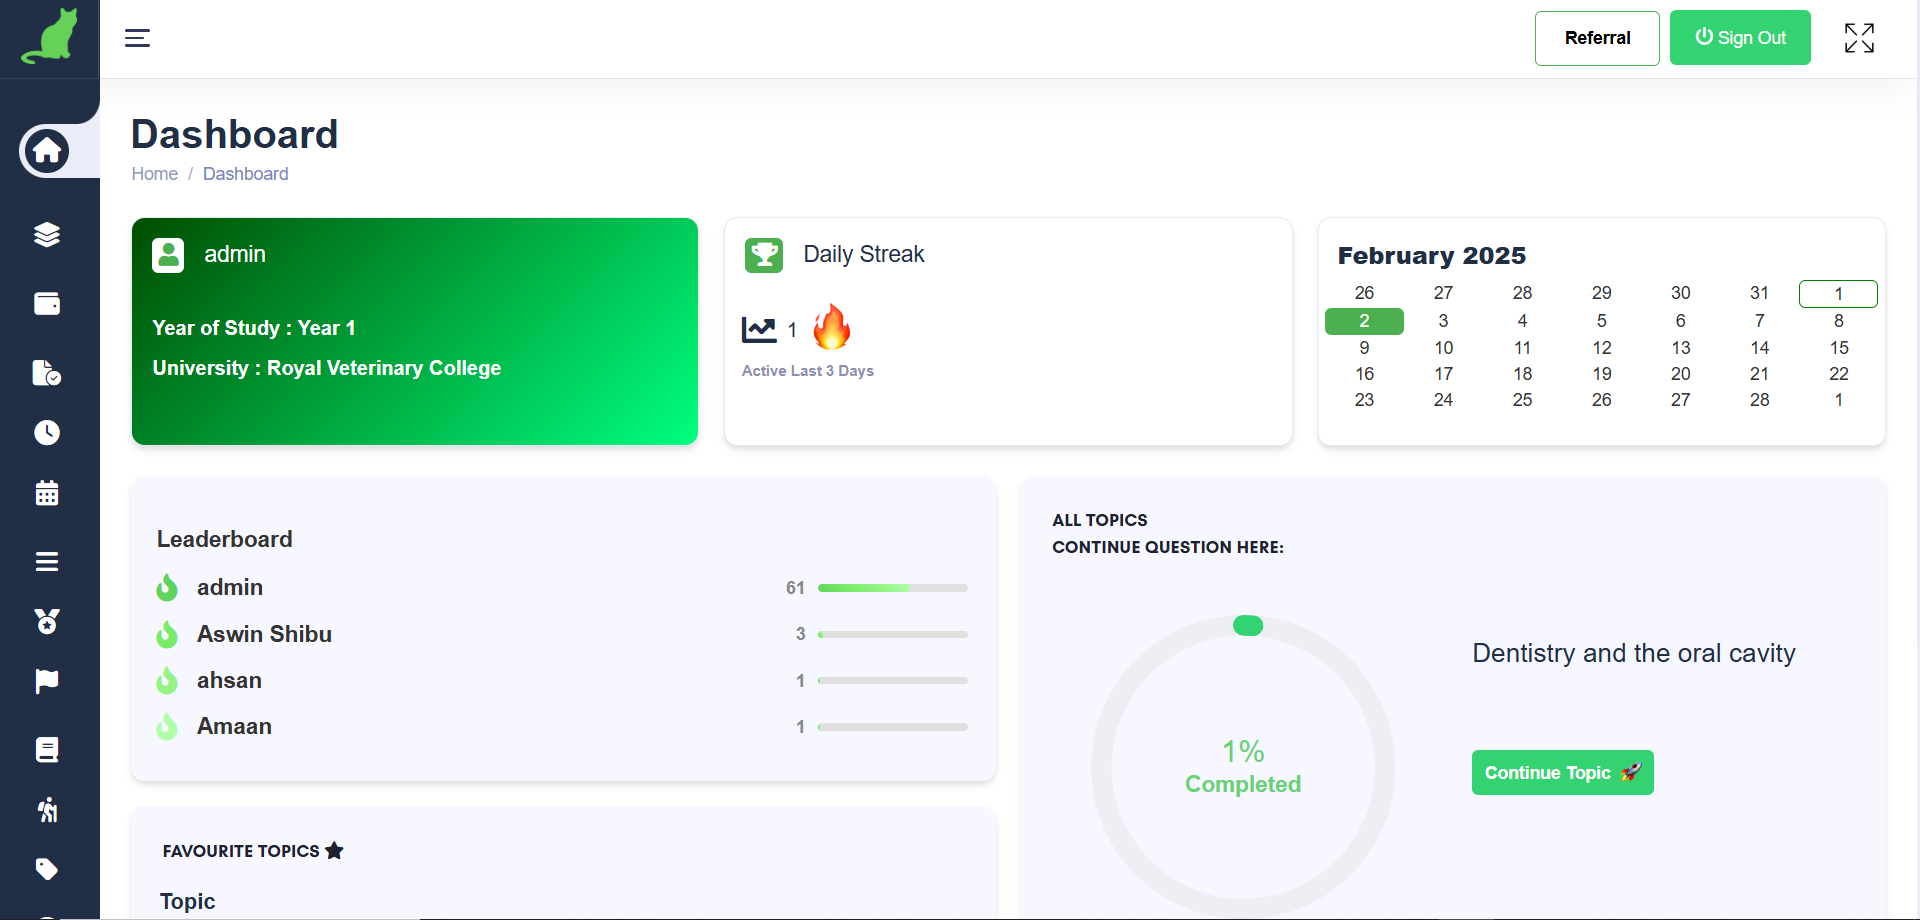 Referral
Sign Out
Dashboard
Home / Dashboard
admin
Year of Study : Year 1
University : Royal Veterinary College
Daily Streak
1
Active Last 3 Days
February 2025
26 27 28 29 30 31 1
2 3 4 5 6 7 8
9 10 11 12 13 14 15
16 17 18 19 20 21 22
23 24 25 26 27 28 1
Leaderboard
admin 61
Aswin Shibu 3
ahsan 1
Amaan 1
FAVOURITE TOPICS
Topic
ALL TOPICS
CONTINUE QUESTION HERE:
1%
Completed
Dentistry and the oral cavity
Continue Topic